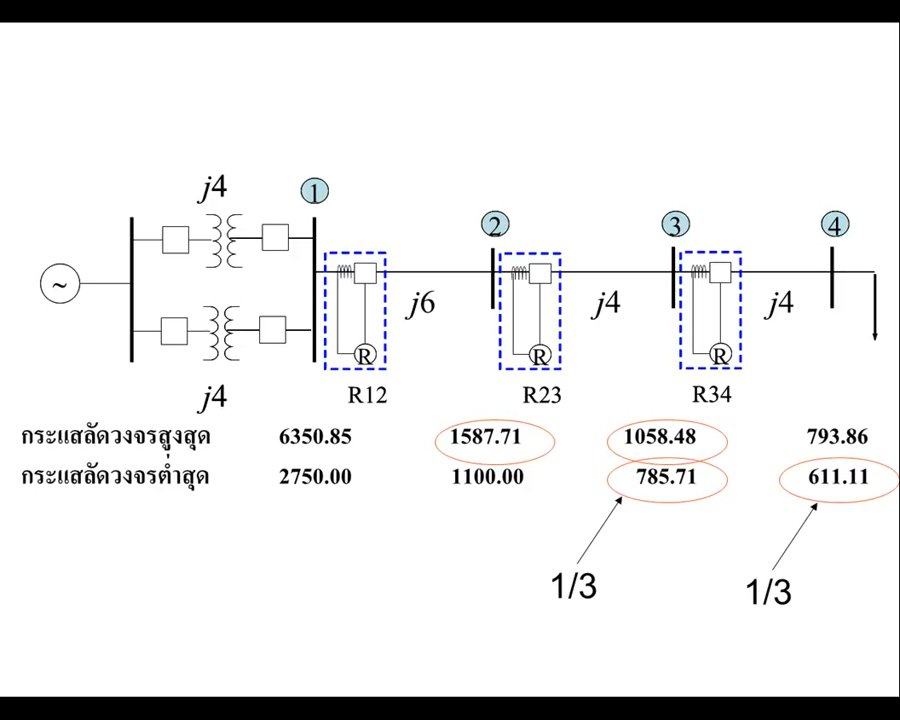 j4
1
2
3
4
~
j6
j4
j4
R
R
R
j4
R12
R23
R34
กระแสลัดวงจรสูงสุด 6350.85 1587.71 1058.48 793.86
กระแสลัดวงจรต่ำสุด 2750.00 1100.00 785.71 611.11
1/3
1/3